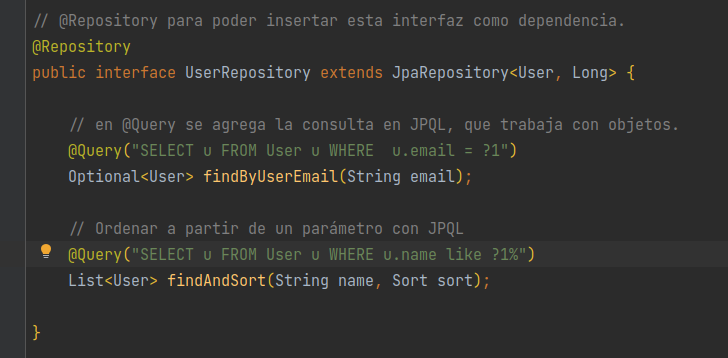 // @Repository para poder insertar esta interfaz como dependencia.
@Repository
public interface UserRepository extends JpaRepository<User, Long> {
// en @Query se agrega la consulta en JPQL, que trabaja con objetos.
@Query("SELECT u FROM User u WHERE  u.email = ?1")
Optional<User> findByUserEmail(String email);
// Ordenar a partir de un parámetro con JPQL
@Query("SELECT u FROM User u WHERE u.name like ?1%")
List<User> findAndSort(String name, Sort sort);
}